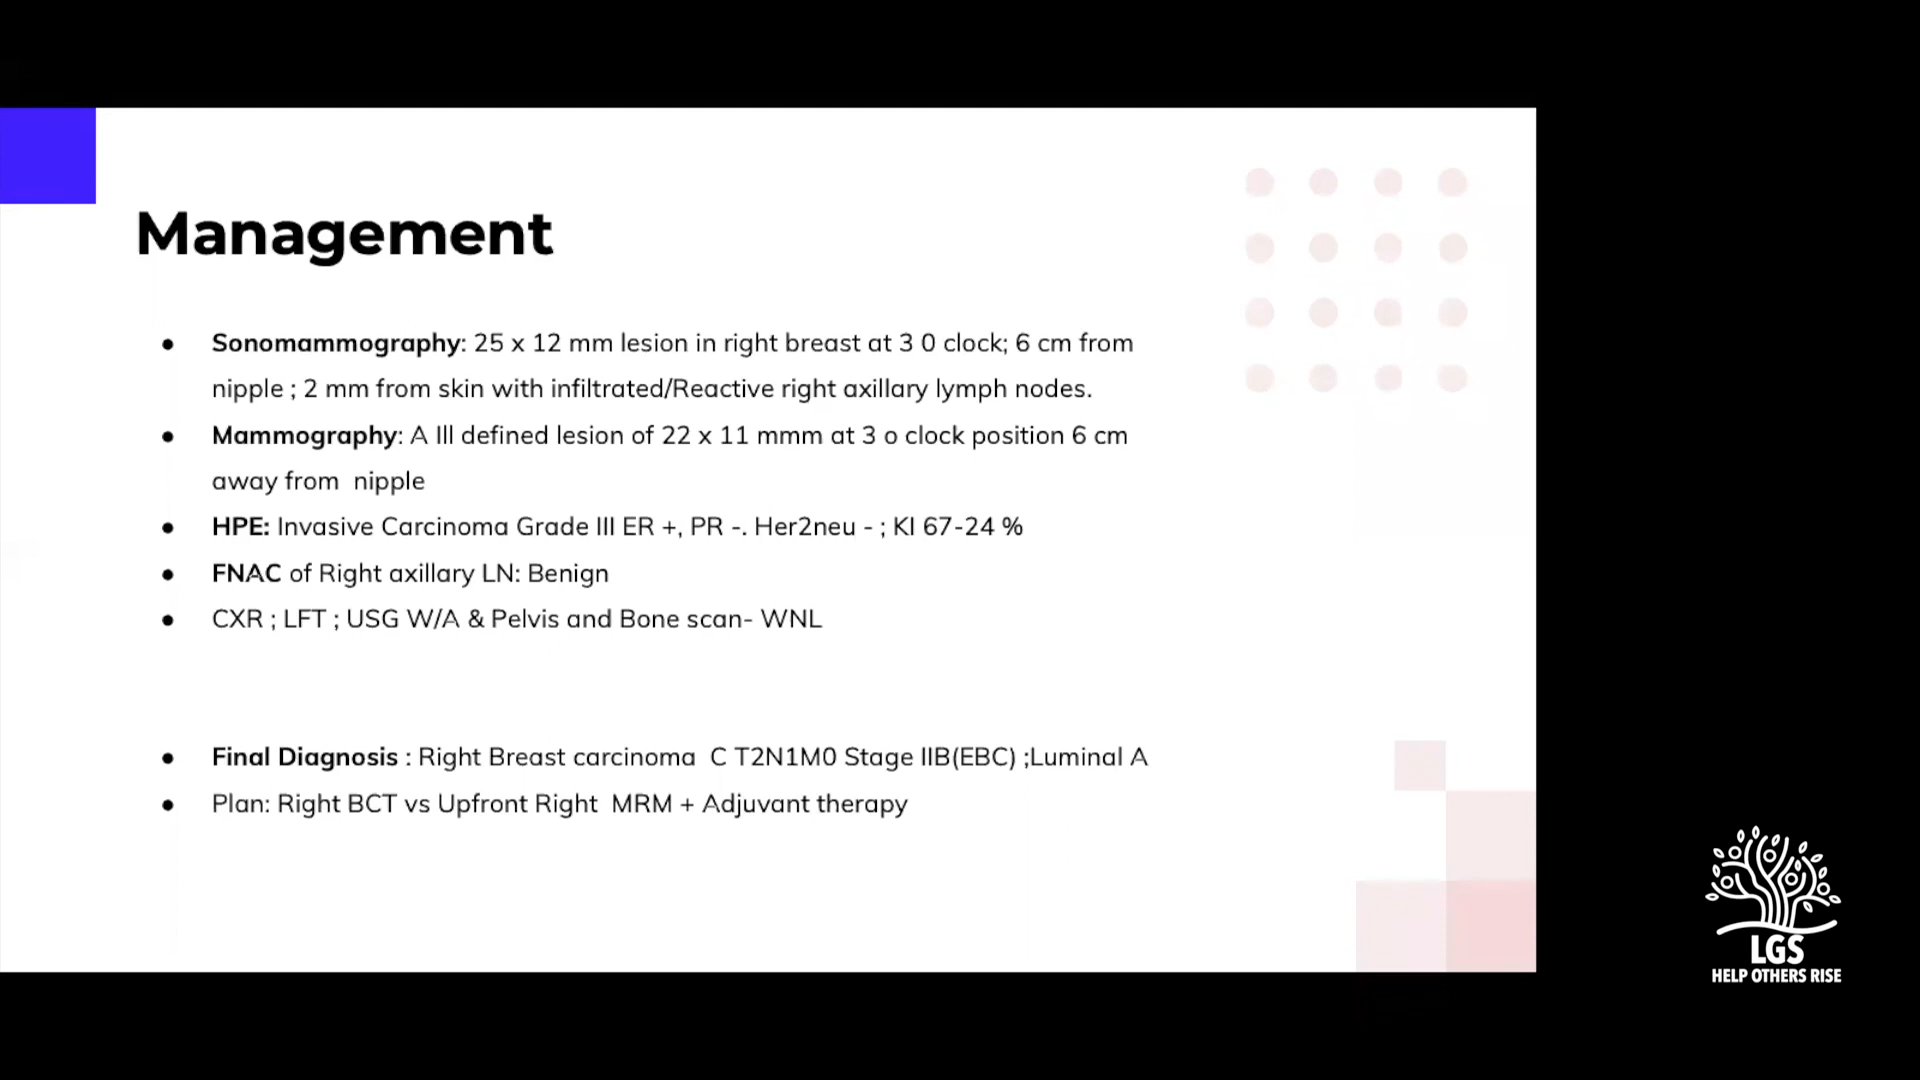 Management
● Sonomammography: 25 x 12 mm lesion in right breast at 3 0 clock; 6 cm from
nipple ; 2 mm from skin with infiltrated/Reactive right axillary lymph nodes.
● Mammography: A Ill defined lesion of 22 x 11 mmm at 3 o clock position 6 cm
away from  nipple
● HPE: Invasive Carcinoma Grade III ER +, PR -. Her2neu - ; KI 67-24 %
● FNAC of Right axillary LN: Benign
● CXR ; LFT ; USG W/A & Pelvis and Bone scan- WNL
● Final Diagnosis : Right Breast carcinoma  C T2N1M0 Stage IIB(EBC) ;Luminal A
● Plan: Right BCT vs Upfront Right  MRM + Adjuvant therapy
LGS
HELP OTHERS RISE